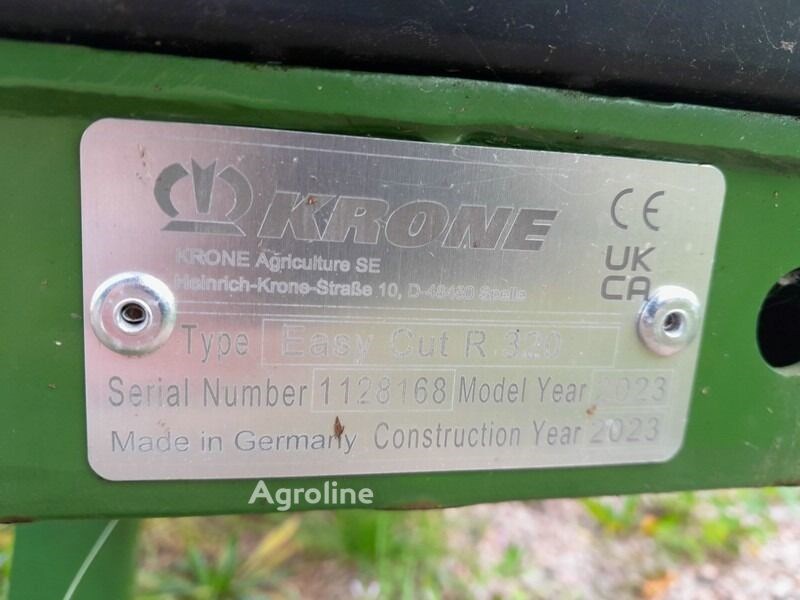 KRONE
CE
UK
CA
KRONE Agriculture SE
Heinrich-Krone-Straße 10, D-48480 Spelle
Type Easy Cut R 320
Serial Number 1128168 Model Year 2023
Made in Germany Construction Year 2023
Agroline